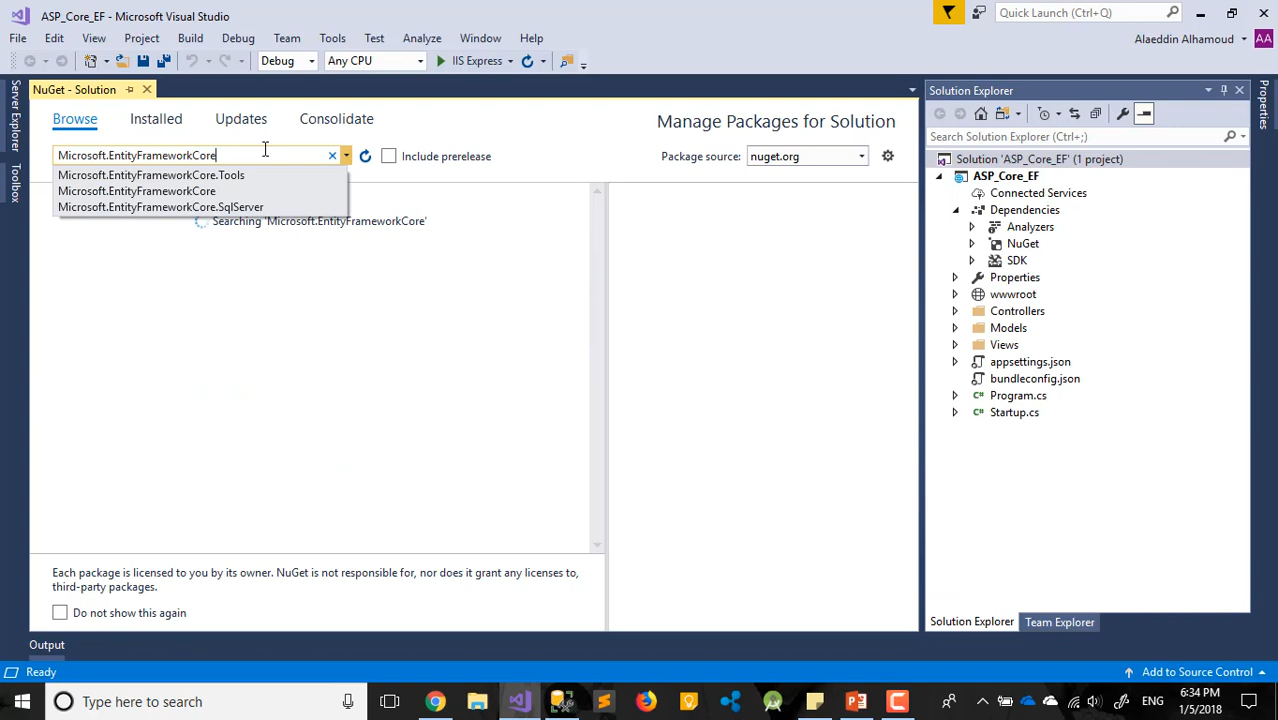 ASP_Core_EF - Microsoft Visual Studio
Quick Launch (Ctrl+Q)
File Edit View Project Build Debug Team Tools Test Analyze Window Help
Alaeddin Alhamoud AA
Debug Any CPU IIS Express
Server Explorer
Toolbox
NuGet - Solution
Browse Installed Updates Consolidate
Manage Packages for Solution
Microsoft.EntityFrameworkCore
Include prerelease
Package source: nuget.org
Microsoft.EntityFrameworkCore.Tools
Microsoft.EntityFrameworkCore
Microsoft.EntityFrameworkCore.SqlServer
Searching 'Microsoft.EntityFrameworkCore'
Each package is licensed to you by its owner. NuGet is not responsible for, nor does it grant any licenses to,
third-party packages.
Do not show this again
Solution Explorer
Search Solution Explorer (Ctrl+;)
Solution 'ASP_Core_EF' (1 project)
ASP_Core_EF
Connected Services
Dependencies
Analyzers
NuGet
SDK
Properties
wwwroot
Controllers
Models
Views
appsettings.json
bundleconfig.json
C# Program.cs
C# Startup.cs
Solution Explorer Team Explorer
Properties
Output
Ready
Add to Source Control
Type here to search
ENG
6:34 PM
1/5/2018